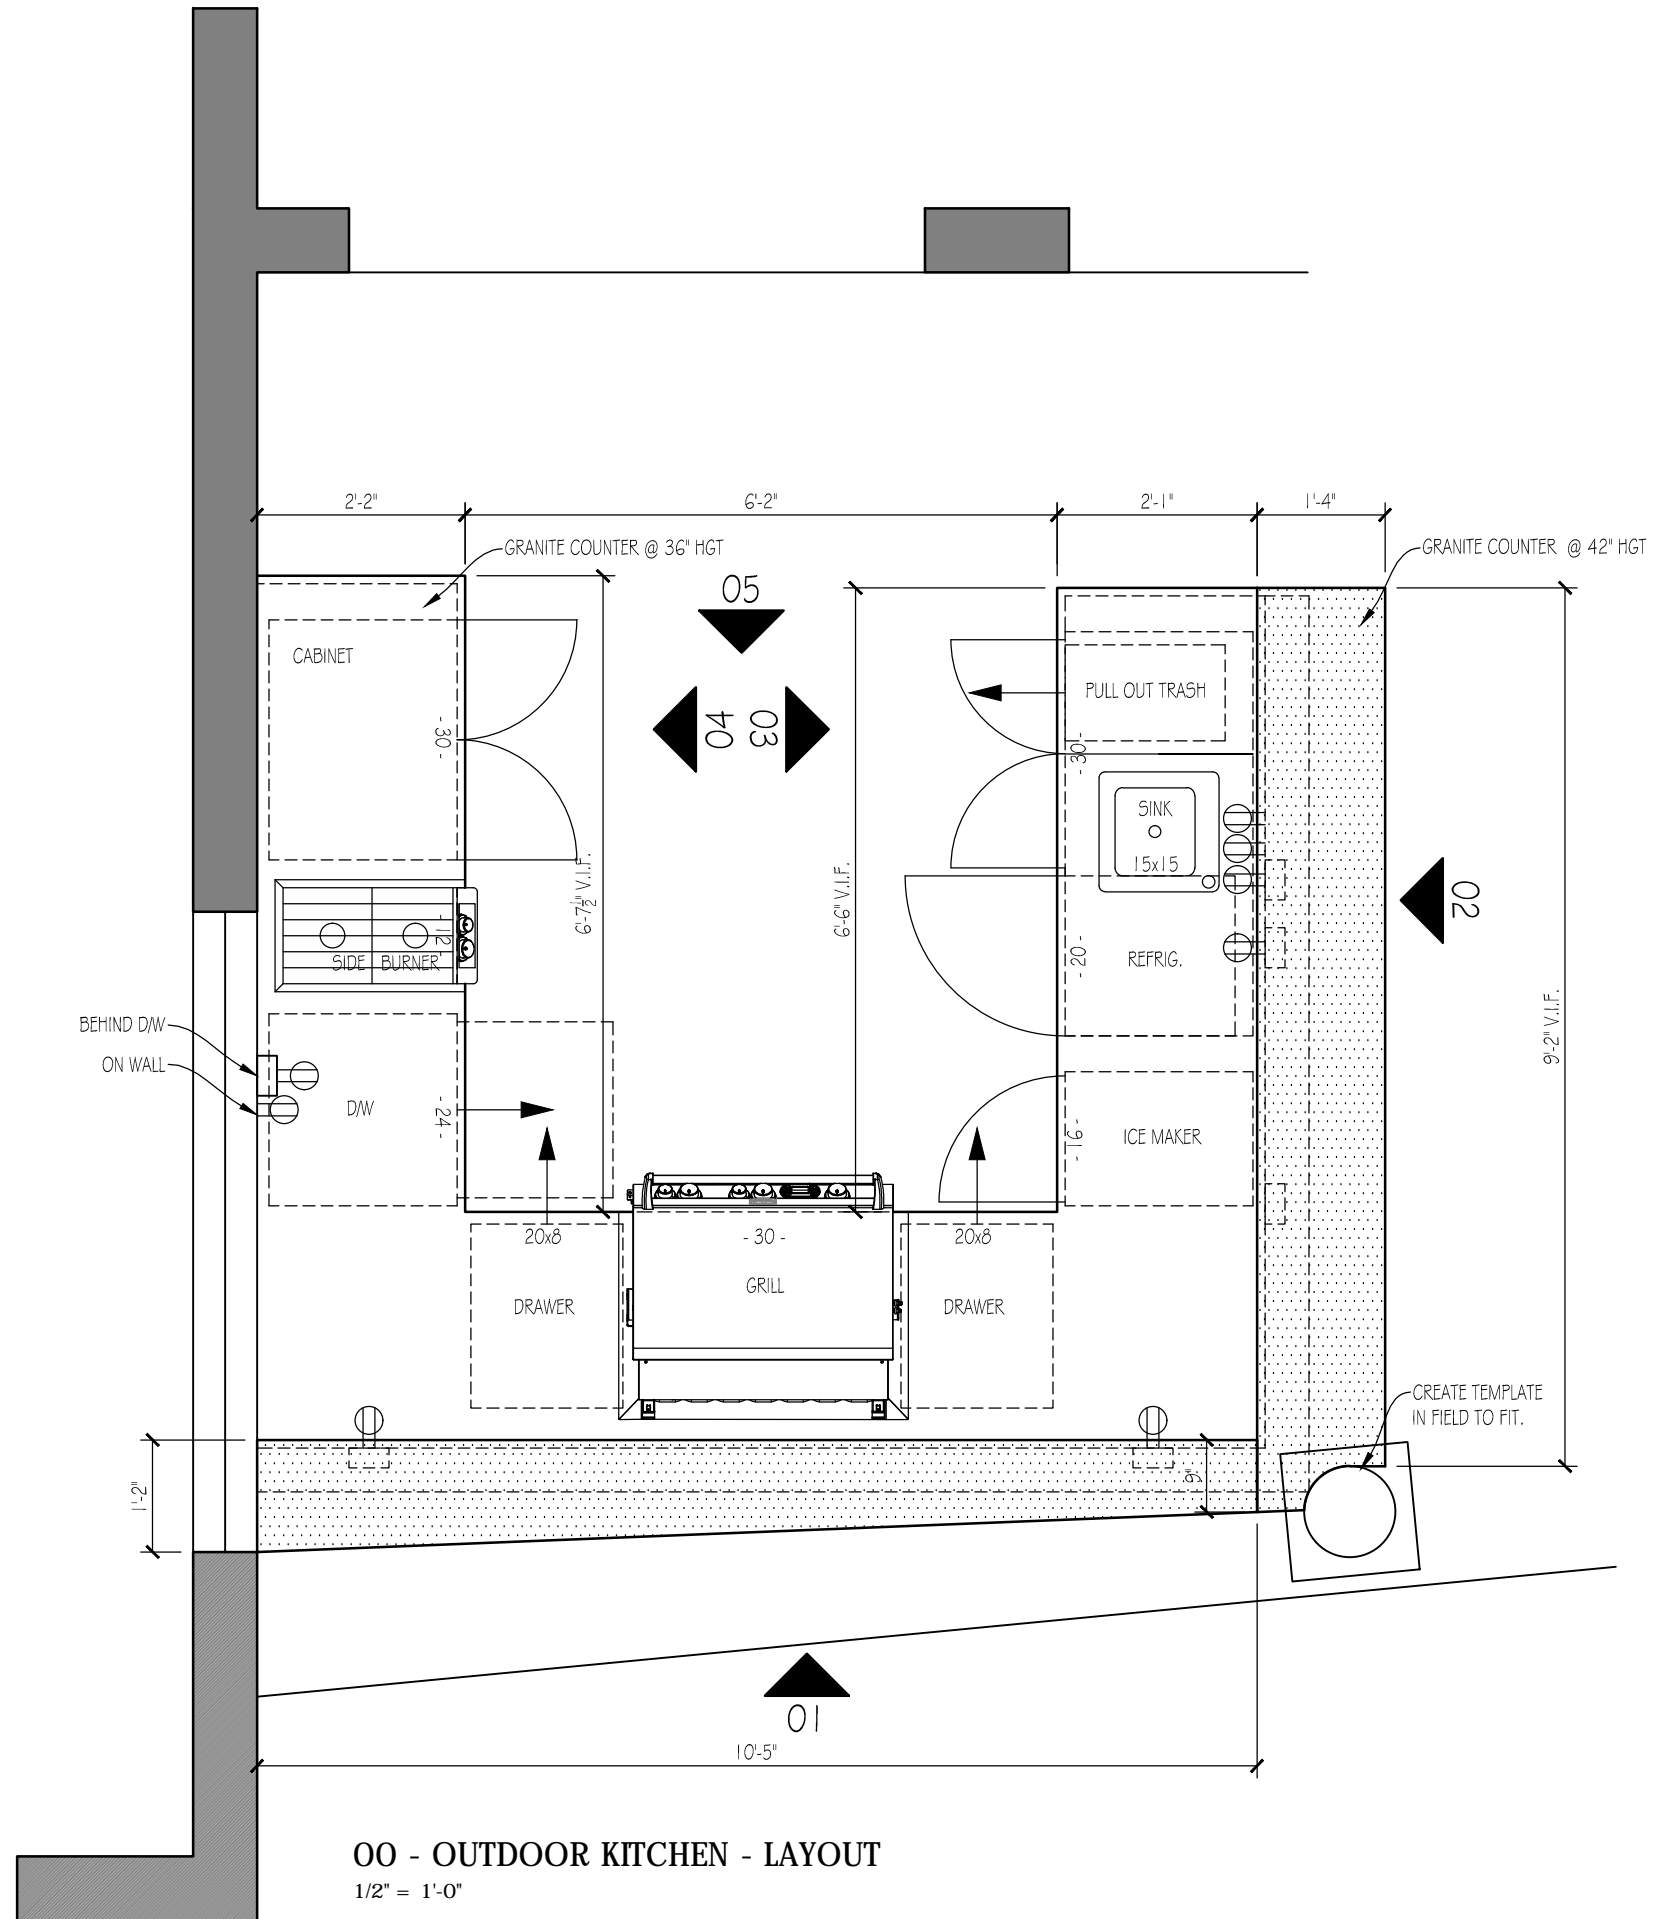 2'-2"
6'-2"
2'-1"
1'-4"
GRANITE COUNTER @ 36" HGT
GRANITE COUNTER @ 42" HGT
05
CABINET
PULL OUT TRASH
04
03
- 30 -
- 30 -
SINK
15x15
6'-7½" V.I.F.
6'-6" V.I.F.
02
- 12 -
SIDE BURNER
- 20 -
REFRIG.
BEHIND D/W
ON WALL
9'-2" V.I.F.
D/W
- 24 -
- 16 -
ICE MAKER
20x8
- 30 -
20x8
GRILL
DRAWER
DRAWER
CREATE TEMPLATE
IN FIELD TO FIT.
1'-2"
9"
01
10'-5"
00 - OUTDOOR KITCHEN - LAYOUT
1/2" = 1'-0"